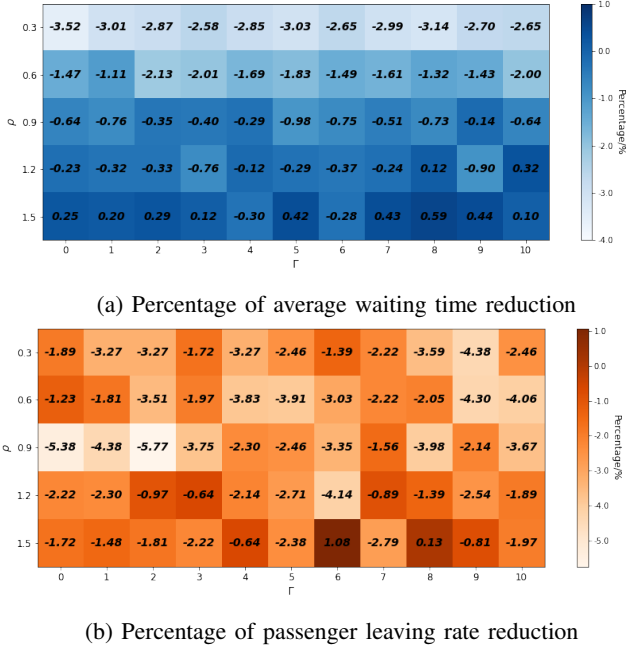 0.3 -3.52 -3.01 -2.87 -2.58 -2.85 -3.03 -2.65 -2.99 -3.14 -2.70 -2.65
0.6 -1.47 -1.11 -2.13 -2.01 -1.69 -1.83 -1.49 -1.61 -1.32 -1.43 -2.00
ρ 0.9 -0.64 -0.76 -0.35 -0.40 -0.29 -0.98 -0.75 -0.51 -0.73 -0.14 -0.64
1.2 -0.23 -0.32 -0.33 -0.76 -0.12 -0.29 -0.37 -0.24 0.12 -0.90 0.32
1.5 0.25 0.20 0.29 0.12 -0.30 0.42 -0.28 0.43 0.59 0.44 0.10
0 1 2 3 4 5 6 7 8 9 10
Γ
1.0
0.0
-1.0
-2.0
-3.0
-4.0
Percentage/%
(a) Percentage of average waiting time reduction
0.3 -1.89 -3.27 -3.27 -1.72 -3.27 -2.46 -1.39 -2.22 -3.59 -4.38 -2.46
0.6 -1.23 -1.81 -3.51 -1.97 -3.83 -3.91 -3.03 -2.22 -2.05 -4.30 -4.06
ρ 0.9 -5.38 -4.38 -5.77 -3.75 -2.30 -2.46 -3.35 -1.56 -3.98 -2.14 -3.67
1.2 -2.22 -2.30 -0.97 -0.64 -2.14 -2.71 -4.14 -0.89 -1.39 -2.54 -1.89
1.5 -1.72 -1.48 -1.81 -2.22 -0.64 -2.38 1.08 -2.79 0.13 -0.81 -1.97
0 1 2 3 4 5 6 7 8 9 10
Γ
1.0
0.0
-1.0
-2.0
-3.0
-4.0
-5.0
Percentage/%
(b) Percentage of passenger leaving rate reduction